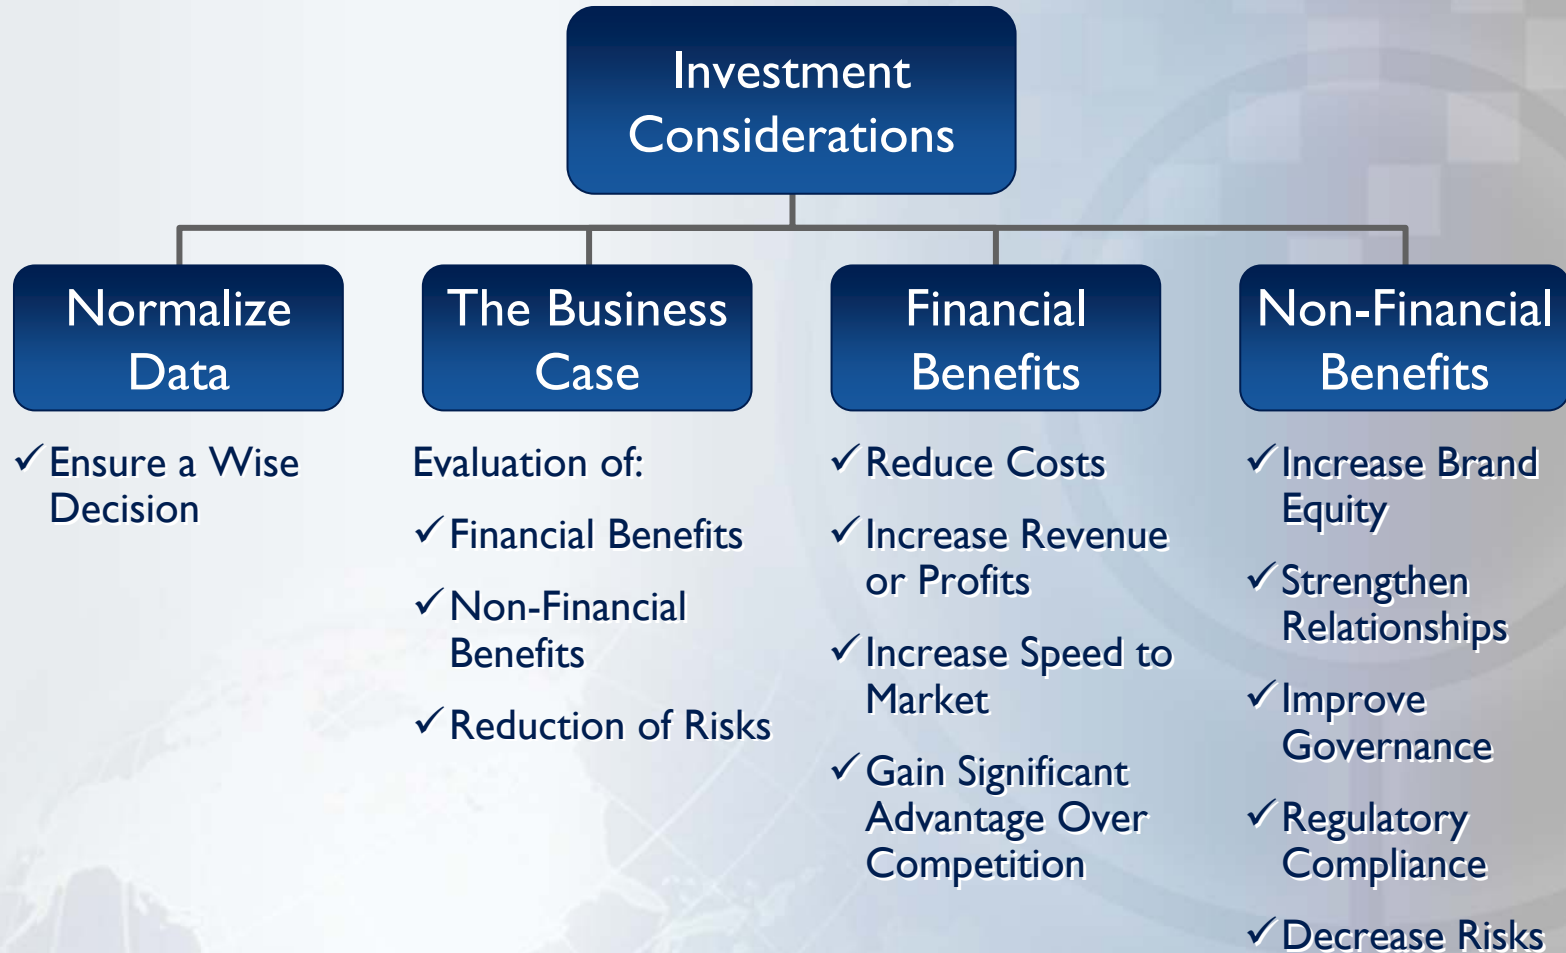 Investment
Considerations
Normalize
Data
✓ Ensure a Wise
Decision
The Business
Case
Evaluation of:
✓ Financial Benefits
✓ Non-Financial
Benefits
✓ Reduction of Risks
Financial
Benefits
✓ Reduce Costs
✓ Increase Revenue
or Profits
✓ Increase Speed to
Market
✓ Gain Significant
Advantage Over
Competition
Non-Financial
Benefits
✓ Increase Brand
Equity
✓ Strengthen
Relationships
✓ Improve
Governance
✓ Regulatory
Compliance
✓ Decrease Risks